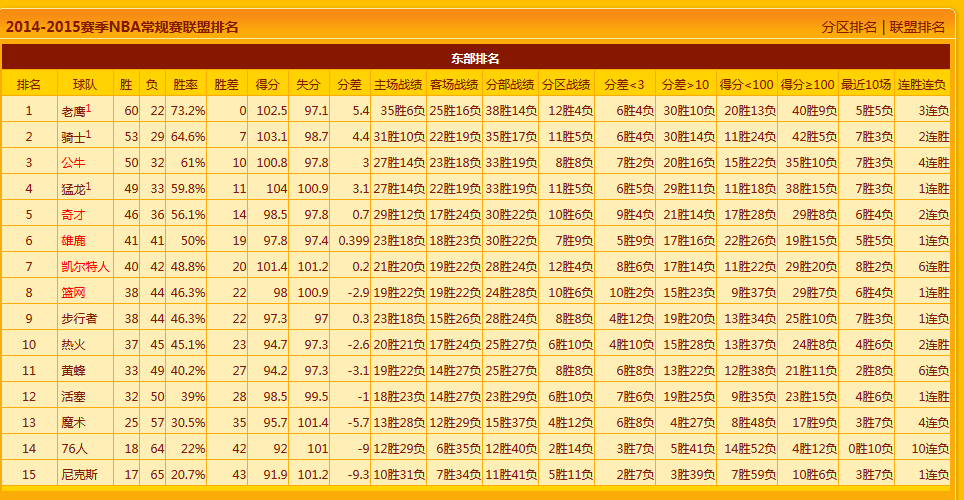 2014-2015赛季NBA常规赛联盟排名 分区排名 | 联盟排名
东部排名
排名 球队 胜 负 胜率 胜差 得分 失分 分差 主场战绩 客场战绩 分部战绩 分区战绩 分差<3 分差>10 得分<100 得分≥100 最近10场 连胜连负
1 老鹰1 60 22 73.2% 0 102.5 97.1 5.4 35胜6负 25胜16负 38胜14负 12胜4负 6胜4负 30胜10负 20胜13负 40胜9负 5胜5负 3连负
2 骑士1 53 29 64.6% 7 103.1 98.7 4.4 31胜10负 22胜19负 35胜17负 11胜5负 6胜4负 30胜14负 11胜24负 42胜5负 7胜3负 2连胜
3 公牛 50 32 61% 10 100.8 97.8 3 27胜14负 23胜18负 33胜19负 8胜8负 7胜2负 20胜16负 15胜22负 35胜10负 7胜3负 4连胜
4 猛龙1 49 33 59.8% 11 104 100.9 3.1 27胜14负 22胜19负 33胜19负 11胜5负 6胜5负 29胜11负 11胜18负 38胜15负 7胜3负 1连胜
5 奇才 46 36 56.1% 14 98.5 97.8 0.7 29胜12负 17胜24负 30胜22负 10胜6负 9胜4负 21胜14负 17胜28负 29胜8负 6胜4负 2连负
6 雄鹿 41 41 50% 19 97.8 97.4 0.399 23胜18负 18胜23负 30胜22负 7胜9负 5胜9负 17胜16负 22胜26负 19胜15负 5胜5负 1连负
7 凯尔特人 40 42 48.8% 20 101.4 101.2 0.2 21胜20负 19胜22负 28胜24负 12胜4负 8胜6负 17胜14负 11胜22负 29胜20负 8胜2负 6连胜
8 篮网 38 44 46.3% 22 98 100.9 -2.9 19胜22负 19胜22负 24胜28负 10胜6负 10胜2负 15胜23负 9胜37负 29胜7负 6胜4负 1连胜
9 步行者 38 44 46.3% 22 97.3 97 0.3 23胜18负 15胜26负 28胜24负 8胜8负 4胜12负 19胜20负 13胜34负 25胜10负 7胜3负 1连负
10 热火 37 45 45.1% 23 94.7 97.3 -2.6 20胜21负 17胜24负 25胜27负 6胜10负 4胜10负 15胜28负 13胜37负 24胜8负 4胜6负 2连胜
11 黄蜂 33 49 40.2% 27 94.2 97.3 -3.1 19胜22负 14胜27负 25胜27负 8胜8负 6胜8负 13胜22负 12胜38负 21胜11负 2胜8负 6连负
12 活塞 32 50 39% 28 98.5 99.5 -1 18胜23负 14胜27负 23胜29负 6胜10负 7胜6负 19胜25负 9胜35负 23胜15负 4胜6负 1连胜
13 魔术 25 57 30.5% 35 95.7 101.4 -5.7 13胜28负 12胜29负 15胜37负 4胜12负 6胜8负 4胜27负 8胜48负 17胜9负 3胜7负 4连负
14 76人 18 64 22% 42 92 101 -9 12胜29负 6胜35负 12胜40负 2胜14负 3胜7负 5胜41负 14胜52负 4胜12负 0胜10负 10连负
15 尼克斯 17 65 20.7% 43 91.9 101.2 -9.3 10胜31负 7胜34负 11胜41负 5胜11负 2胜7负 3胜39负 7胜59负 10胜6负 3胜7负 1连负